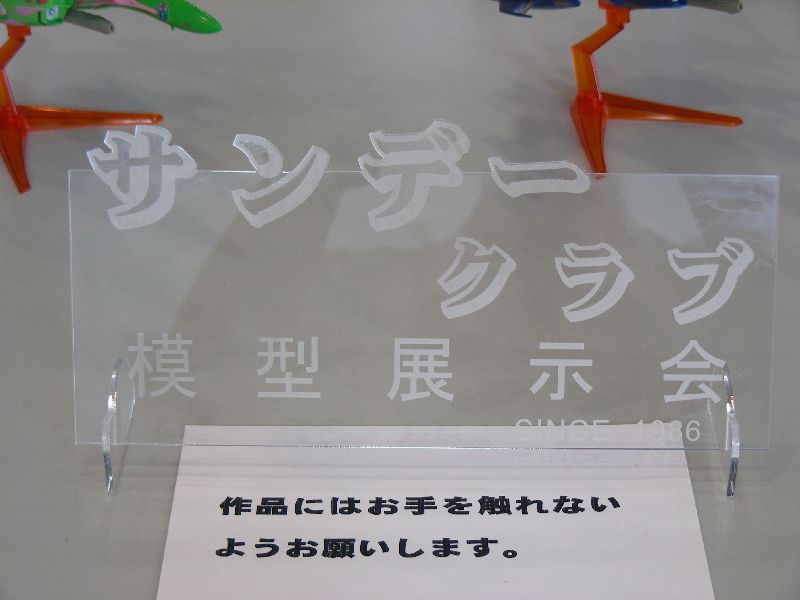 サンデー
クラブ
模型展示会
SINCE 1986
作品にはお手を触れない
ようお願いします。